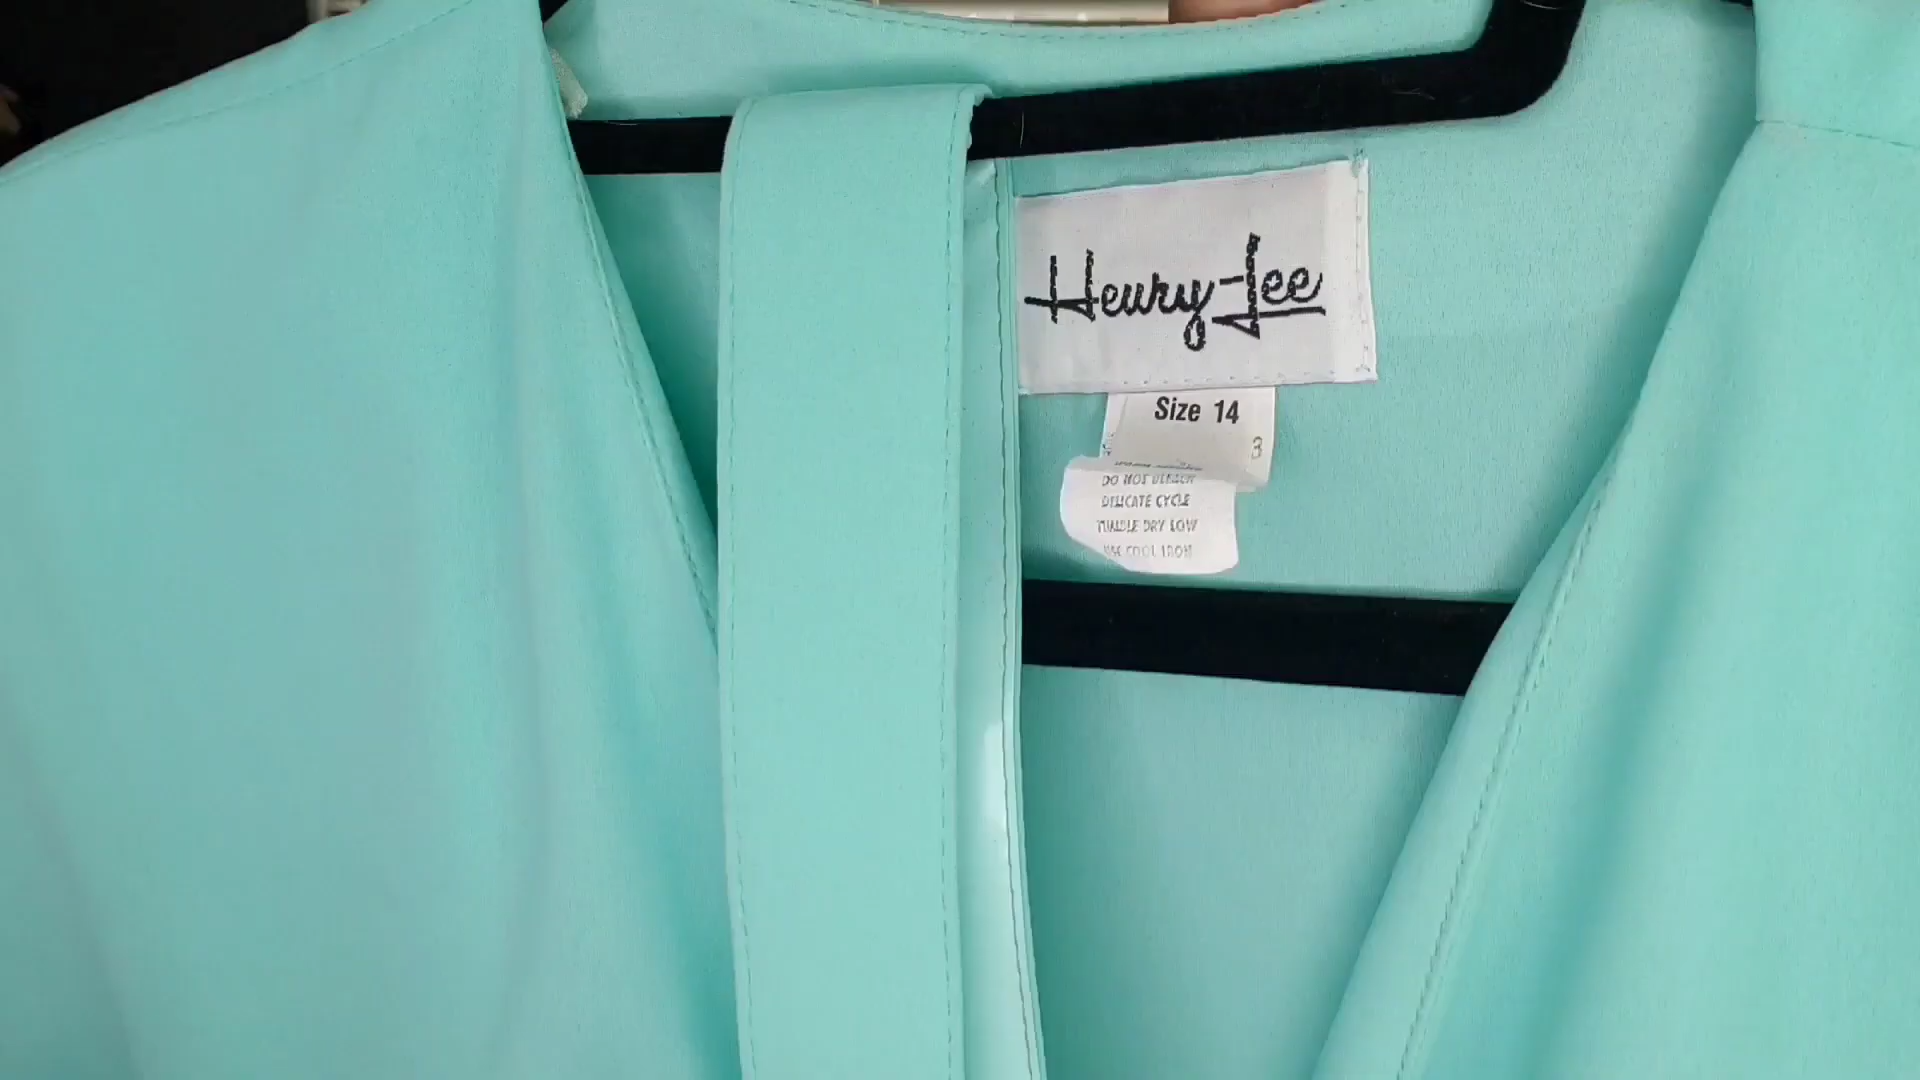 Henry-Lee
Size 14
3
DO NOT BLEACH
DELICATE CYCLE
TUMBLE DRY LOW
USE COOL IRON